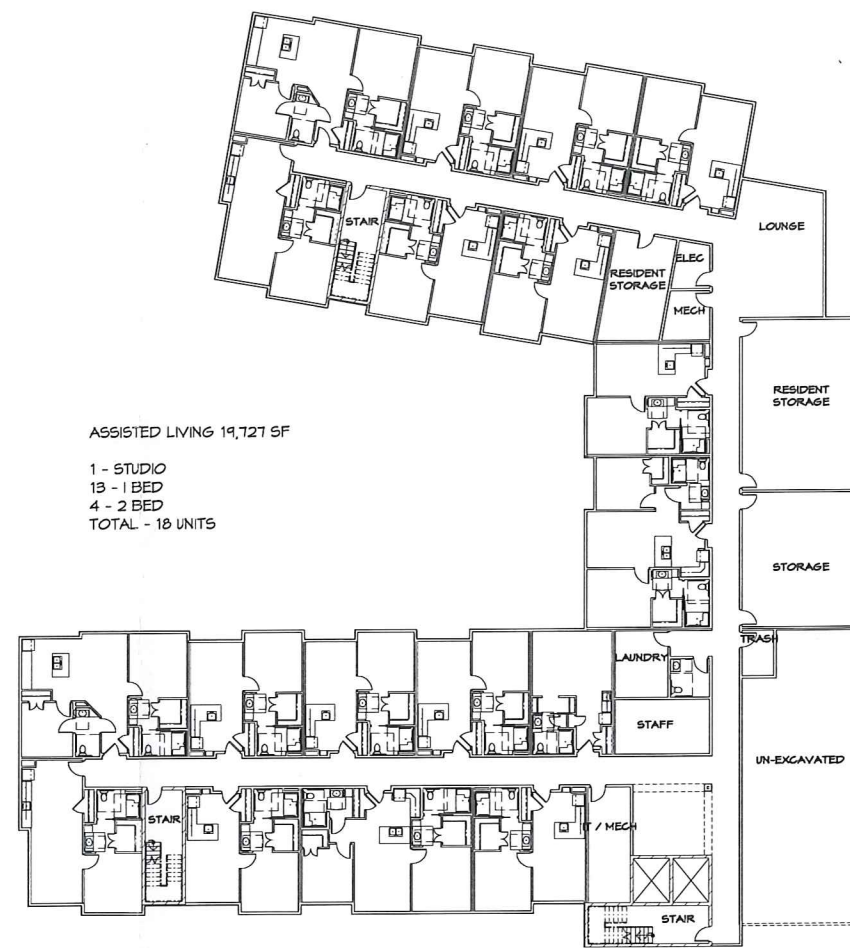 STAIR
LOUNGE
ELEC
RESIDENT
STORAGE
MECH
RESIDENT
STORAGE
ASSISTED LIVING 19,727 SF
1 - STUDIO
13 - 1 BED
4 - 2 BED
TOTAL - 18 UNITS
STORAGE
TRASH
LAUNDRY
STAFF
UN-EXCAVATED
STAIR
IT / MECH
STAIR